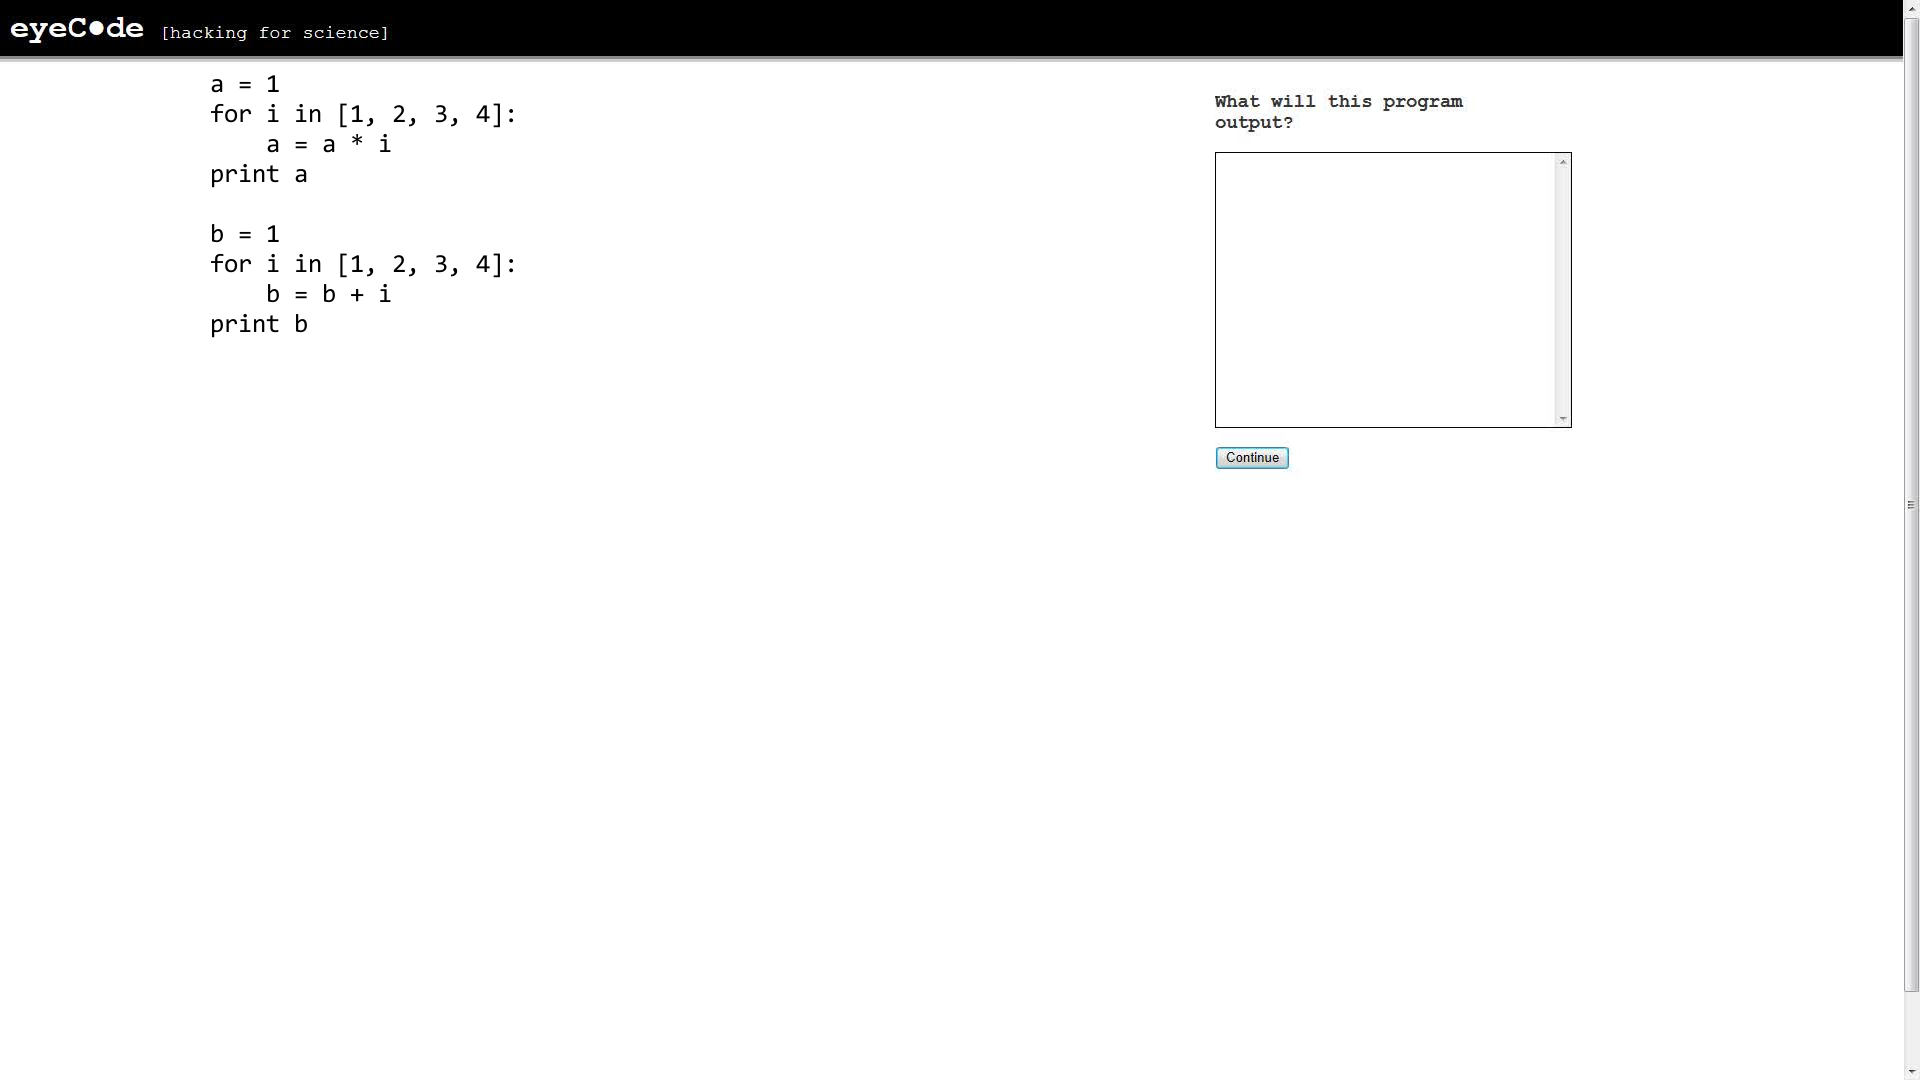 eyeC●de [hacking for science]
a = 1
for i in [1, 2, 3, 4]:
    a = a * i
print a
b = 1
for i in [1, 2, 3, 4]:
    b = b + i
print b
What will this program
output?
Continue